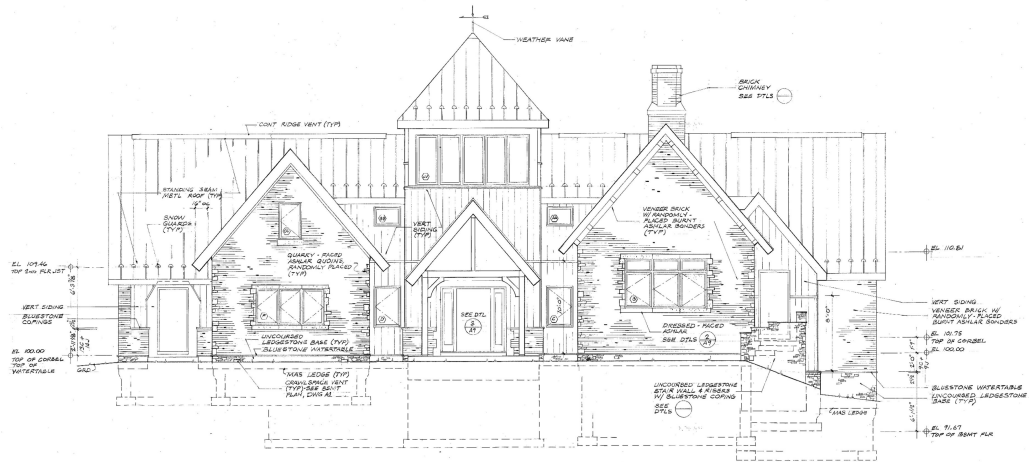 WEATHER VANE
BRICK
CHIMNEY
SEE DTLS
CONT RIDGE VENT (TYP)
STANDING SEAM
METL ROOF (TYP)
SNOW
GUARDS
(TYP)
VERT
SIDING
(TYP)
VENEER BRICK
W/ RANDOMLY-
PLACED BURNT
ASHLAR BONDERS
(TYP)
QUARRY-FACED
ASHLAR QUOINS,
RANDOMLY PLACED
(TYP)
EL 110.81
EL 109.46
TOP 2ND FLR JST
VERT SIDING
BLUESTONE
COPINGS
SEE DTL
8'-0"
VERT SIDING
VENEER BRICK W/
RANDOMLY-PLACED
BURNT ASHLAR BONDERS
DRESSED-FACED
ASHLAR
SEE DTLS
UNCOURSED
LEDGESTONE BASE (TYP)
BLUESTONE WATERTABLE
EL 101.75
TOP OF CORBEL
EL 100.00
EL 100.00
TOP OF CORBEL
TOP OF
WATERTABLE
GRD
MAS LEDGE (TYP)
CRAWLSPACE VENT
(TYP)-SEE BSMT
PLAN, DWG A1
UNCOURSED LEDGESTONE
STAIR WALL & RISERS
W/ BLUESTONE COPING
SEE
DTLS
BLUESTONE WATERTABLE
UNCOURSED LEDGESTONE
BASE (TYP)
MAS LEDGE
EL 91.67
TOP OF BSMT FLR